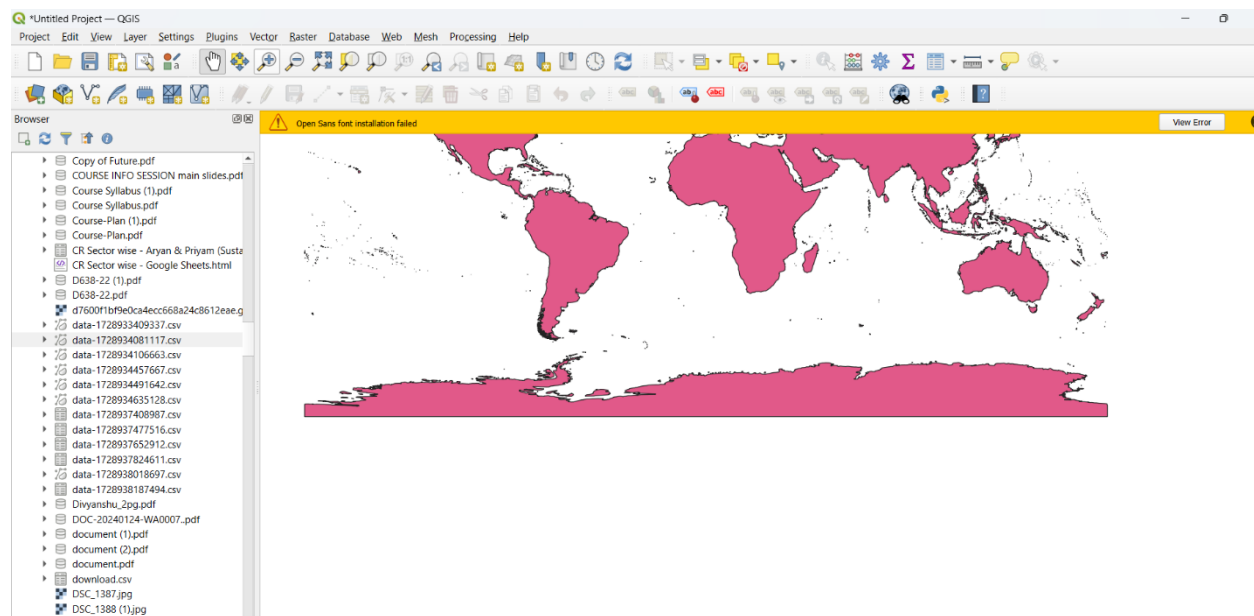 *Untitled Project — QGIS
Project Edit View Layer Settings Plugins Vector Raster Database Web Mesh Processing Help
Browser
Open Sans font installation failed
View Error
Copy of Future.pdf
COURSE INFO SESSION main slides.pdf
Course Syllabus (1).pdf
Course Syllabus.pdf
Course-Plan (1).pdf
Course-Plan.pdf
CR Sector wise - Aryan & Priyam (Susta
CR Sector wise - Google Sheets.html
D638-22 (1).pdf
D638-22.pdf
d7600f1bf9e0ca4ecc668a24c8612eae.g
data-1728933409337.csv
data-1728934081117.csv
data-1728934106663.csv
data-1728934457667.csv
data-1728934491642.csv
data-1728934635128.csv
data-1728937408987.csv
data-1728937477516.csv
data-1728937652912.csv
data-1728937824611.csv
data-1728938018697.csv
data-1728938187494.csv
Divyanshu_2pg.pdf
DOC-20240124-WA0007..pdf
document (1).pdf
document (2).pdf
document.pdf
download.csv
DSC_1387.jpg
DSC_1388 (1).jpg